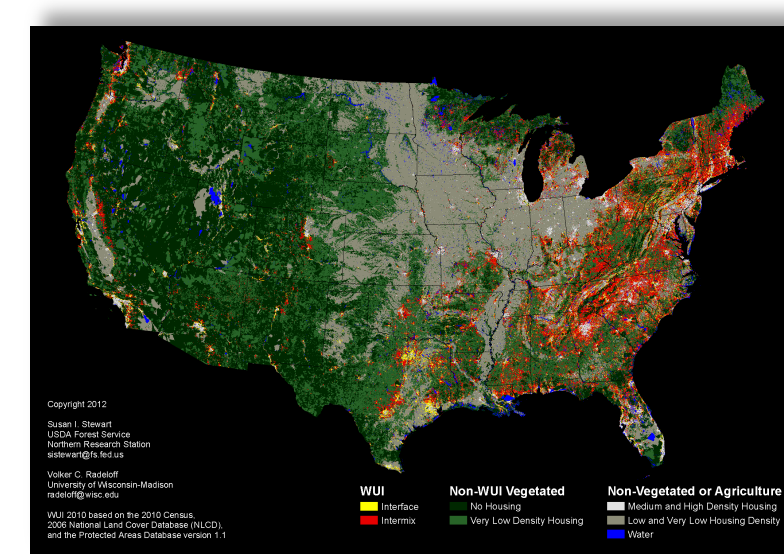 Copyright 2012
Susan I. Stewart
USDA Forest Service
Northern Research Station
sistewart@fs.fed.us
Volker C. Radeloff
University of Wisconsin-Madison
radeloff@wisc.edu
WUI 2010 based on the 2010 Census,
2006 National Land Cover Database (NLCD),
and the Protected Areas Database version 1.1
WUI
Interface
Intermix
Non-WUI Vegetated
No Housing
Very Low Density Housing
Non-Vegetated or Agriculture
Medium and High Density Housing
Low and Very Low Housing Density
Water